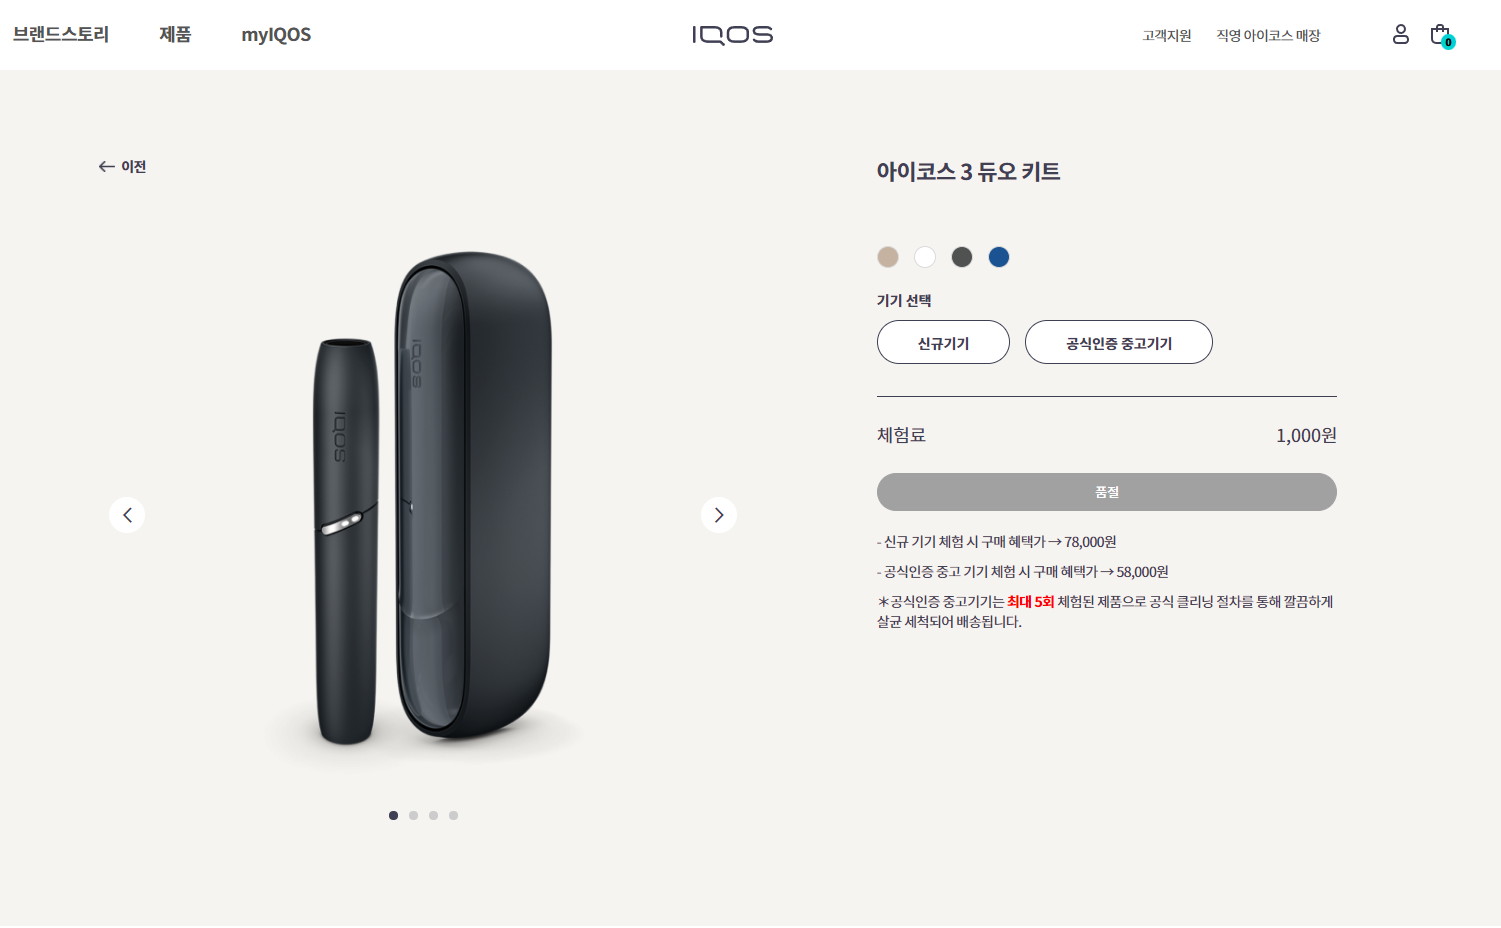 브랜드스토리 제품 myIQOS IQOS 고객지원 직영 아이코스 매장 0
이전
아이코스 3 듀오 키트
기기 선택
신규기기 공식인증 중고기기
체험료 1,000원
품절
- 신규 기기 체험 시 구매 혜택가 → 78,000원
- 공식인증 중고 기기 체험 시 구매 혜택가 → 58,000원
*공식인증 중고기기는 최대 5회 체험된 제품으로 공식 클리닝 절차를 통해 깔끔하게
살균 세척되어 배송됩니다.
IQOS
IQOS